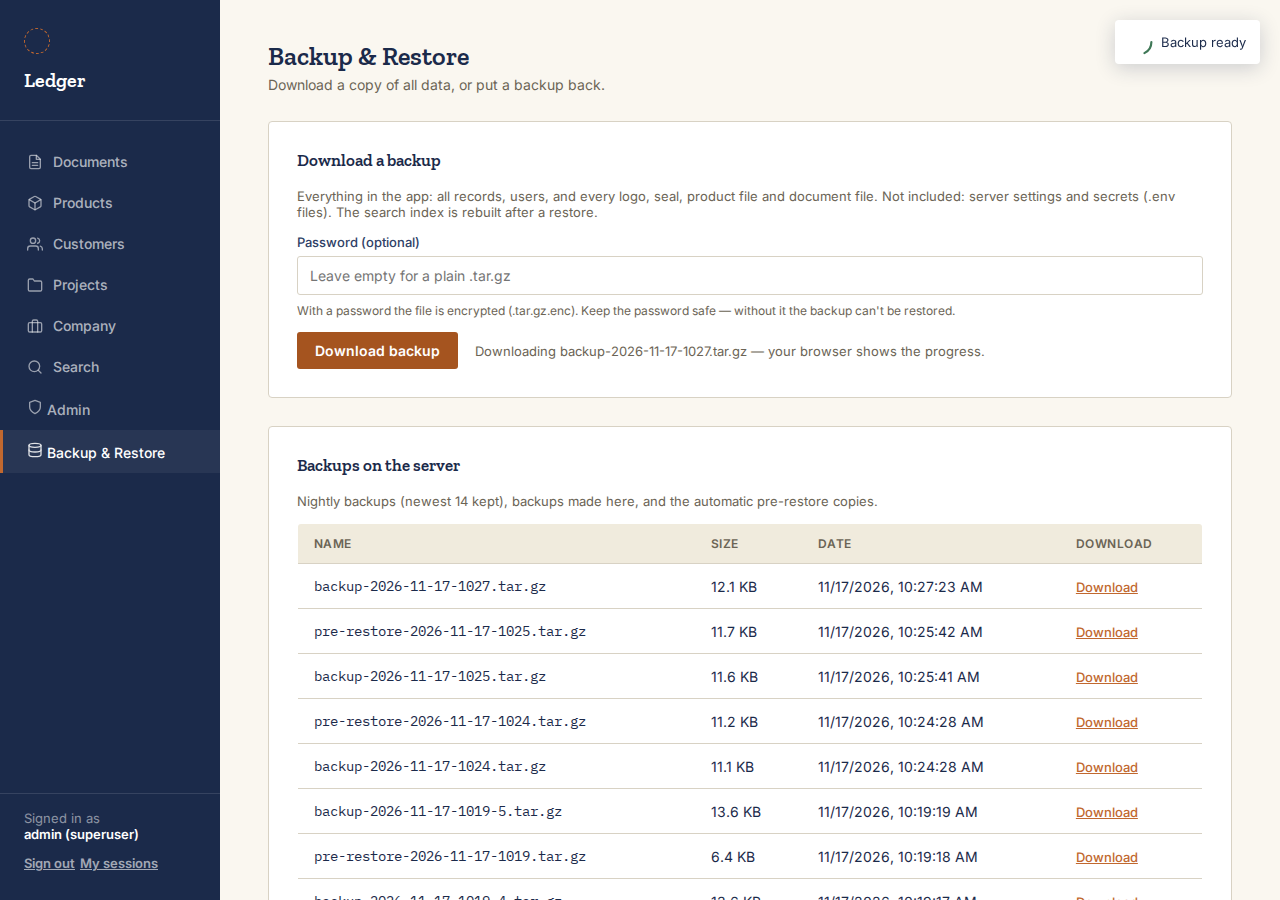 Ledger
Documents
Products
Customers
Projects
Company
Search
Admin
Backup & Restore
Signed in as
admin (superuser)
Sign out My sessions
Backup & Restore
Download a copy of all data, or put a backup back.
Backup ready
Download a backup
Everything in the app: all records, users, and every logo, seal, product file and document file. Not included: server settings and secrets (.env
files). The search index is rebuilt after a restore.
Password (optional)
Leave empty for a plain .tar.gz
With a password the file is encrypted (.tar.gz.enc). Keep the password safe — without it the backup can't be restored.
Download backup Downloading backup-2026-11-17-1027.tar.gz — your browser shows the progress.
Backups on the server
Nightly backups (newest 14 kept), backups made here, and the automatic pre-restore copies.
NAME SIZE DATE DOWNLOAD
backup-2026-11-17-1027.tar.gz 12.1 KB 11/17/2026, 10:27:23 AM Download
pre-restore-2026-11-17-1025.tar.gz 11.7 KB 11/17/2026, 10:25:42 AM Download
backup-2026-11-17-1025.tar.gz 11.6 KB 11/17/2026, 10:25:41 AM Download
pre-restore-2026-11-17-1024.tar.gz 11.2 KB 11/17/2026, 10:24:28 AM Download
backup-2026-11-17-1024.tar.gz 11.1 KB 11/17/2026, 10:24:28 AM Download
backup-2026-11-17-1019-5.tar.gz 13.6 KB 11/17/2026, 10:19:19 AM Download
pre-restore-2026-11-17-1019.tar.gz 6.4 KB 11/17/2026, 10:19:18 AM Download